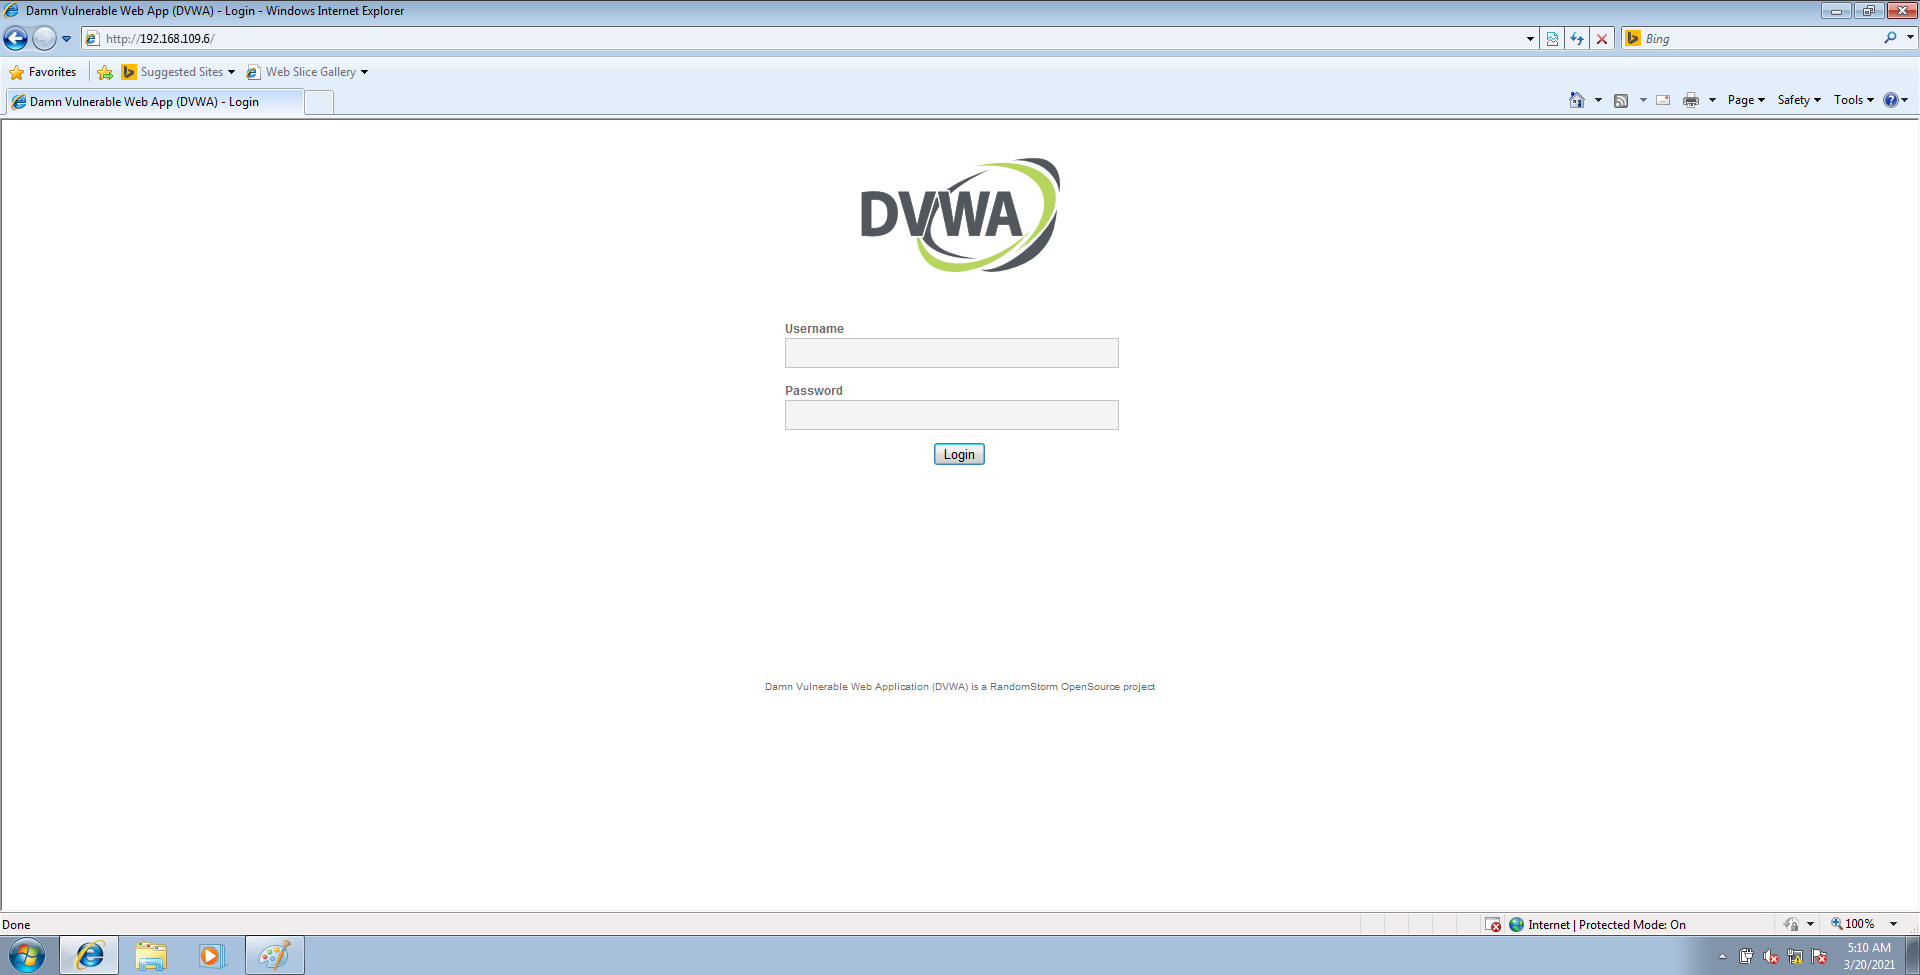 Damn Vulnerable Web App (DVWA) - Login - Windows Internet Explorer
http://192.168.109.6/
Bing
Favorites
Suggested Sites
Web Slice Gallery
Damn Vulnerable Web App (DVWA) - Login
Page
Safety
Tools
DVWA
Username
Password
Login
Damn Vulnerable Web Application (DVWA) is a RandomStorm OpenSource project
Done
Internet | Protected Mode: On
100%
5:10 AM
3/20/2021